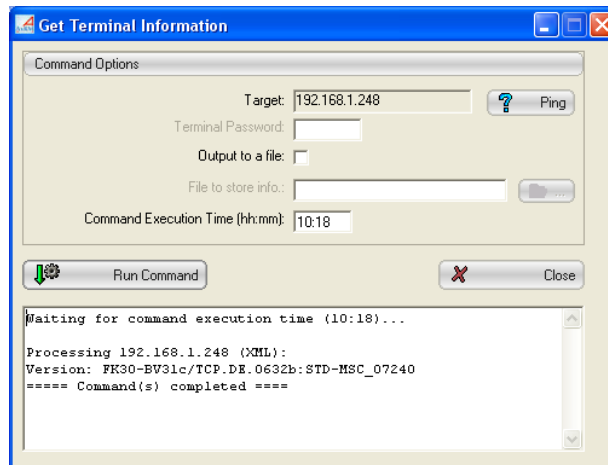 Get Terminal Information
Command Options
Target: 192.168.1.248 Ping
Terminal Password:
Output to a file:
File to store info.: ...
Command Execution Time (hh:mm): 10:18
Run Command Close
Waiting for command execution time (10:18)...
Processing 192.168.1.248 (XML):
Version: FK30-BV31c/TCP.DE.0632b:STD-MSC_07240
===== Command(s) completed ====